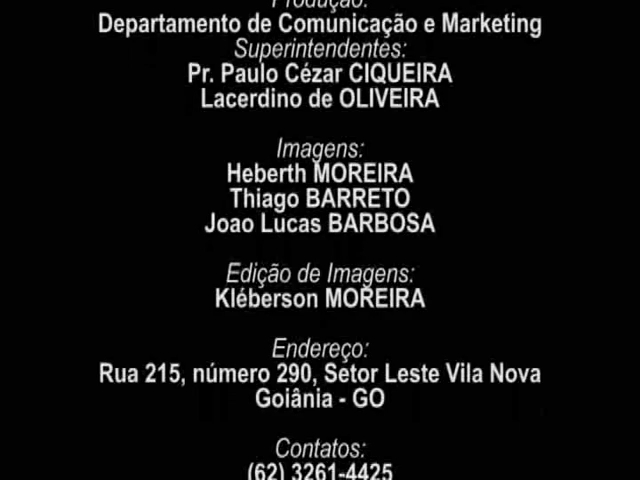 Produção:
Departamento de Comunicação e Marketing
Superintendentes:
Pr. Paulo Cézar CIQUEIRA
Lacerdino de OLIVEIRA
Imagens:
Heberth MOREIRA
Thiago BARRETO
Joao Lucas BARBOSA
Edição de Imagens:
Kléberson MOREIRA
Endereço:
Rua 215, número 290, Setor Leste Vila Nova
Goiânia - GO
Contatos:
(62) 3261-4425